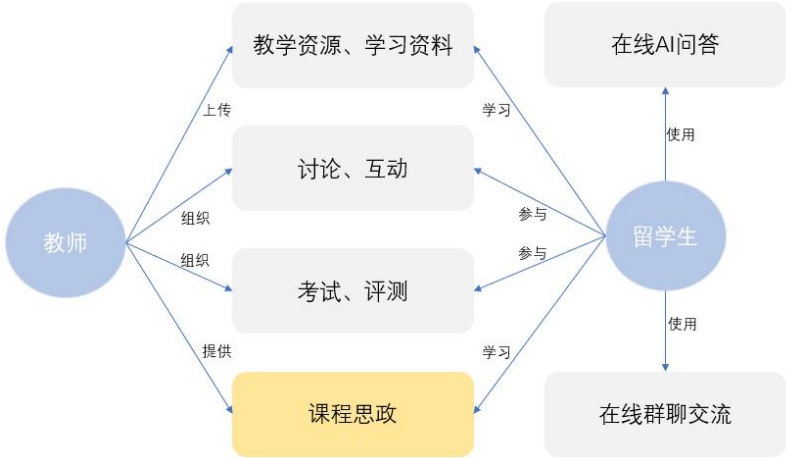 教学资源、学习资料
在线AI问答
上传
学习
使用
讨论、互动
组织
参与
教师
留学生
组织
参与
考试、评测
使用
提供
学习
课程思政
在线群聊交流